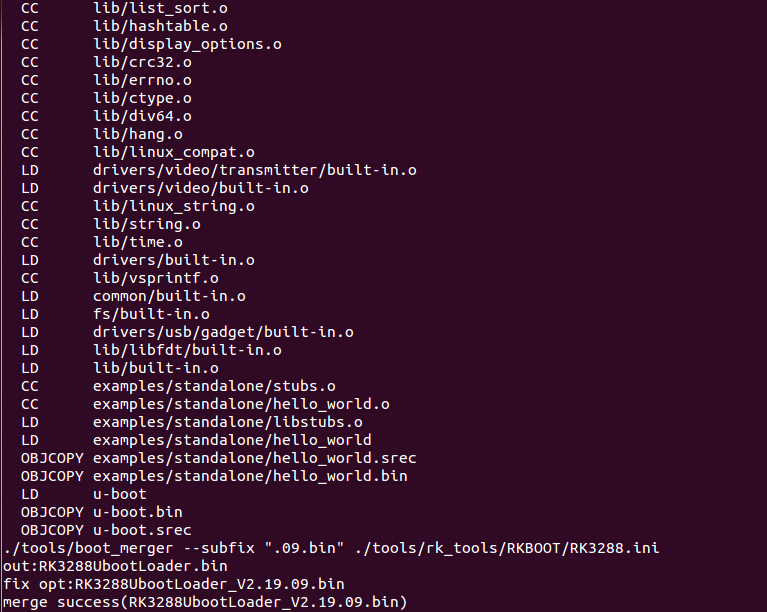 CC lib/list_sort.o
CC lib/hashtable.o
CC lib/display_options.o
CC lib/crc32.o
CC lib/errno.o
CC lib/ctype.o
CC lib/div64.o
CC lib/hang.o
CC lib/linux_compat.o
LD drivers/video/transmitter/built-in.o
LD drivers/video/built-in.o
CC lib/linux_string.o
CC lib/string.o
CC lib/time.o
LD drivers/built-in.o
CC lib/vsprintf.o
LD common/built-in.o
LD fs/built-in.o
LD drivers/usb/gadget/built-in.o
LD lib/libfdt/built-in.o
LD lib/built-in.o
CC examples/standalone/stubs.o
CC examples/standalone/hello_world.o
LD examples/standalone/libstubs.o
LD examples/standalone/hello_world
OBJCOPY examples/standalone/hello_world.srec
OBJCOPY examples/standalone/hello_world.bin
LD u-boot
OBJCOPY u-boot.bin
OBJCOPY u-boot.srec
./tools/boot_merger --subfix ".09.bin" ./tools/rk_tools/RKBOOT/RK3288.ini
out:RK3288UbootLoader.bin
fix opt:RK3288UbootLoader_V2.19.09.bin
merge success(RK3288UbootLoader_V2.19.09.bin)